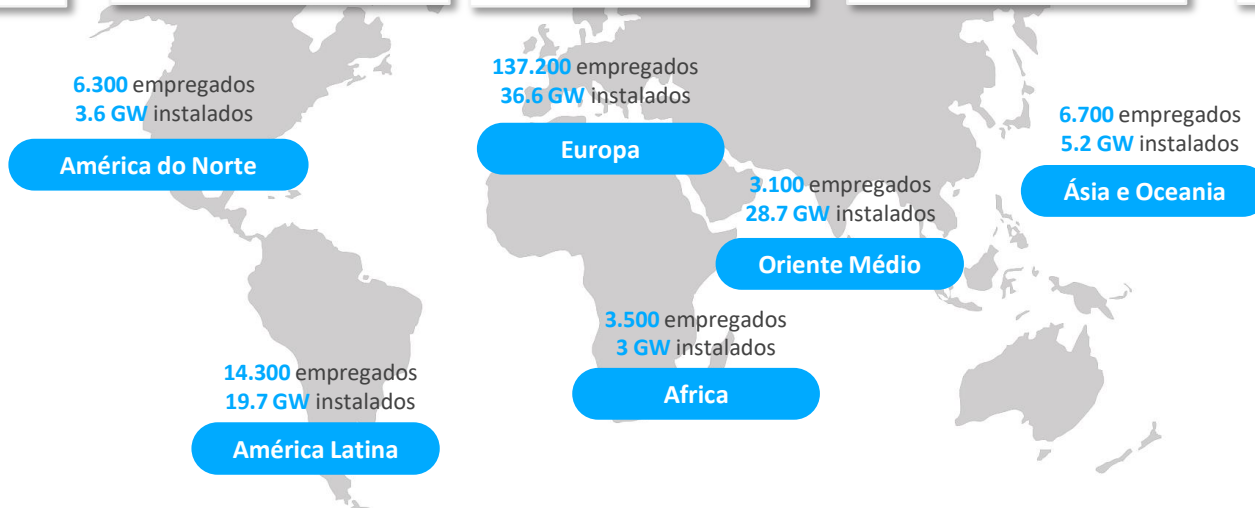 6.300 empregados
3.6 GW instalados
América do Norte
137.200 empregados
36.6 GW instalados
Europa
6.700 empregados
5.2 GW instalados
Ásia e Oceania
3.100 empregados
28.7 GW instalados
Oriente Médio
3.500 empregados
3 GW instalados
Africa
14.300 empregados
19.7 GW instalados
América Latina